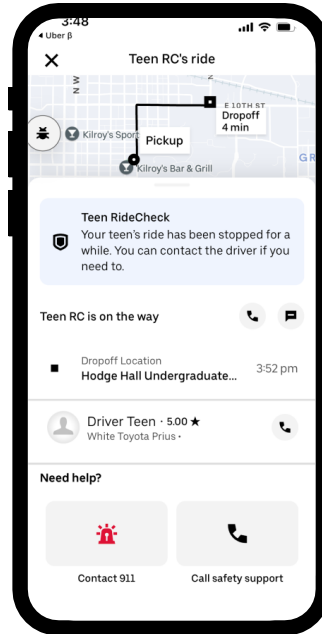 3:48
Uber β
Teen RC's ride
E 10TH ST
Dropoff
4 min
Kilroy's Sport
Pickup
Kilroy's Bar & Grill
GR
Teen RideCheck
Your teen's ride has been stopped for a
while. You can contact the driver if you
need to.
Teen RC is on the way
Dropoff Location
Hodge Hall Undergraduate...
3:52 pm
Driver Teen · 5.00 ★
White Toyota Prius •
Need help?
Contact 911
Call safety support